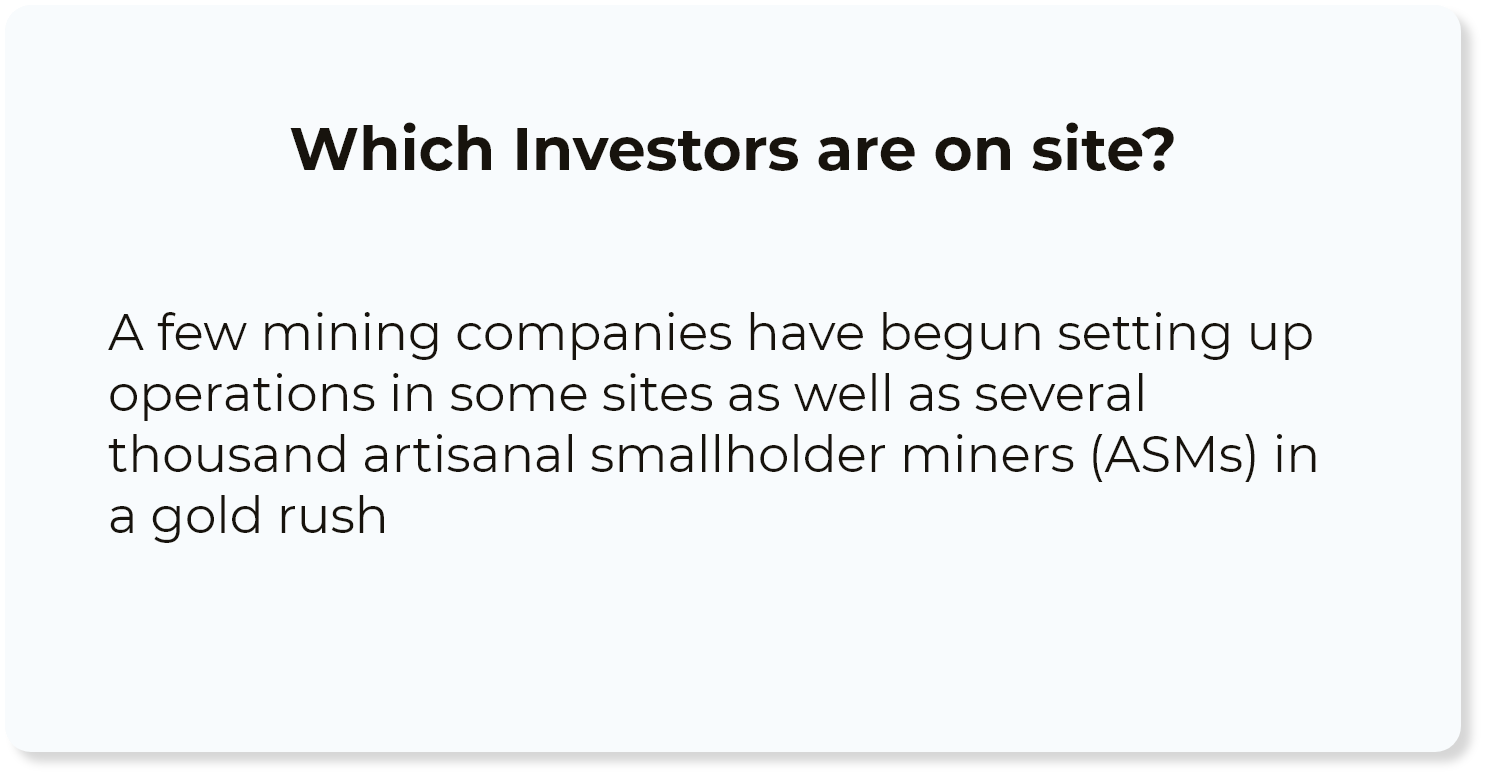 Which Investors are on site?
A few mining companies have begun setting up
operations in some sites as well as several
thousand artisanal smallholder miners (ASMs) in
a gold rush